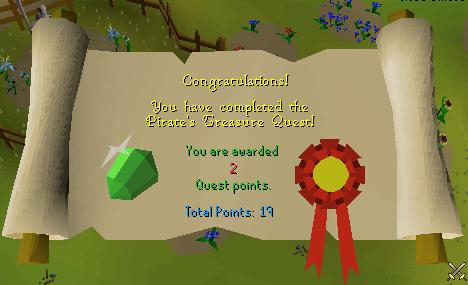 Congratulations!
You have completed the
Pirate's Treasure Quest!
You are awarded
2
Quest points.
Total Points: 19